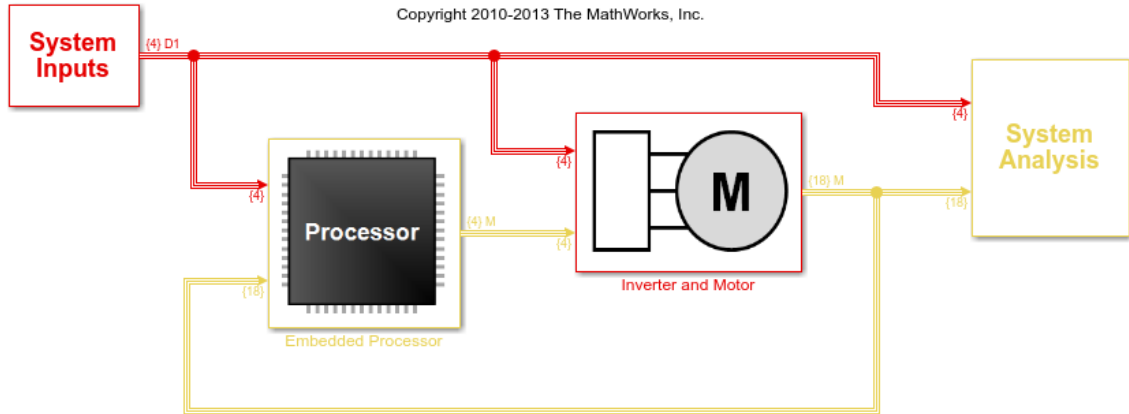 Copyright 2010-2013 The MathWorks, Inc.
System
Inputs
{4} D1
{4}
{4}
{4}
System
Analysis
{18}
Processor
{4} M
{4}
M
{18} M
{18}
Inverter and Motor
Embedded Processor